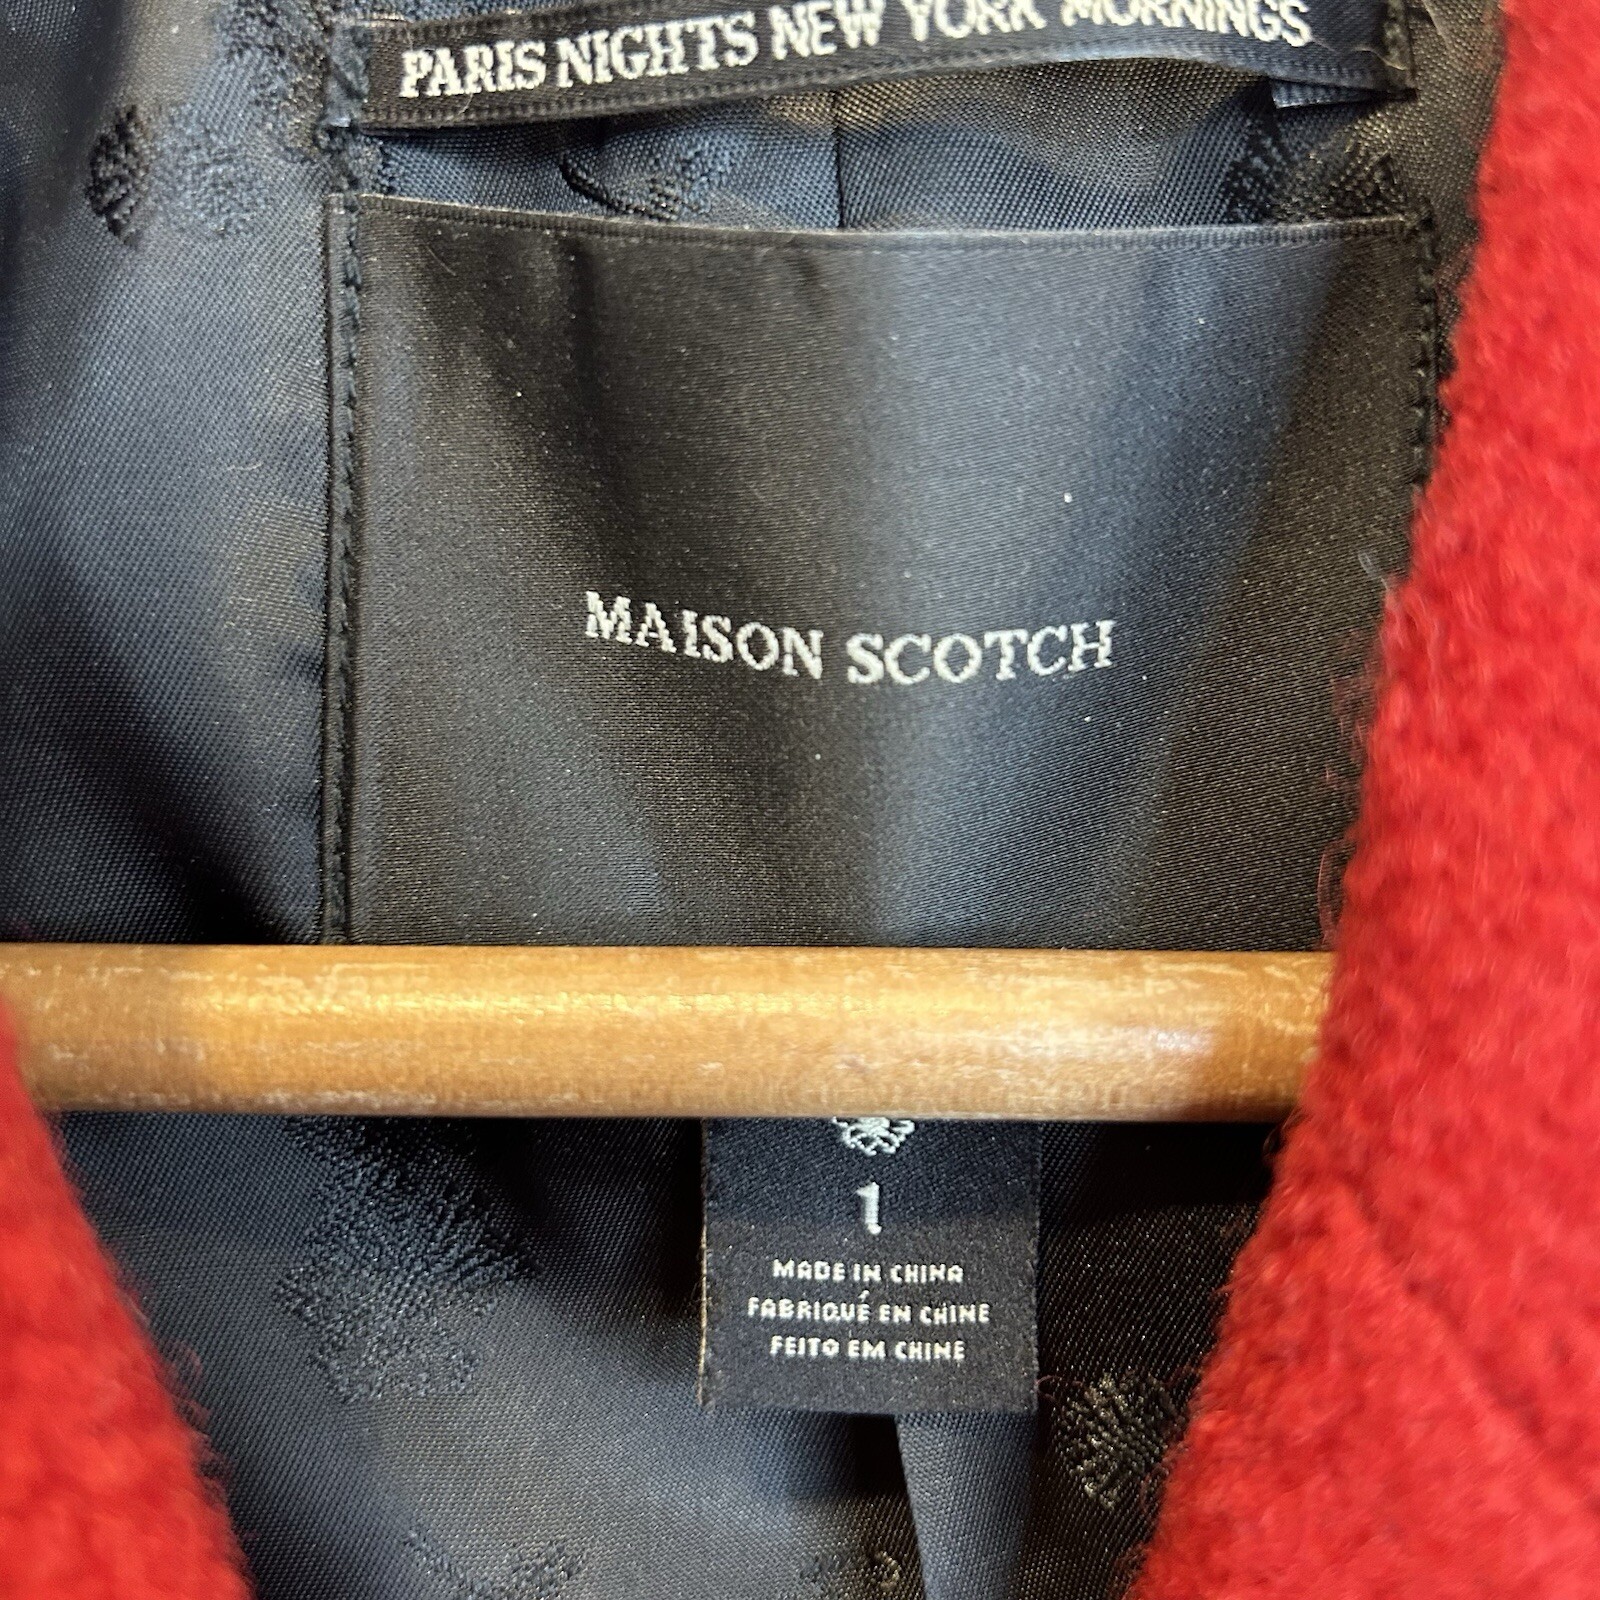 PARIS NIGHTS NEW YORK MORNINGS
MAISON SCOTCH
1
MADE IN CHINA
FABRIQUÉ EN CHINE
FEITO EM CHINE